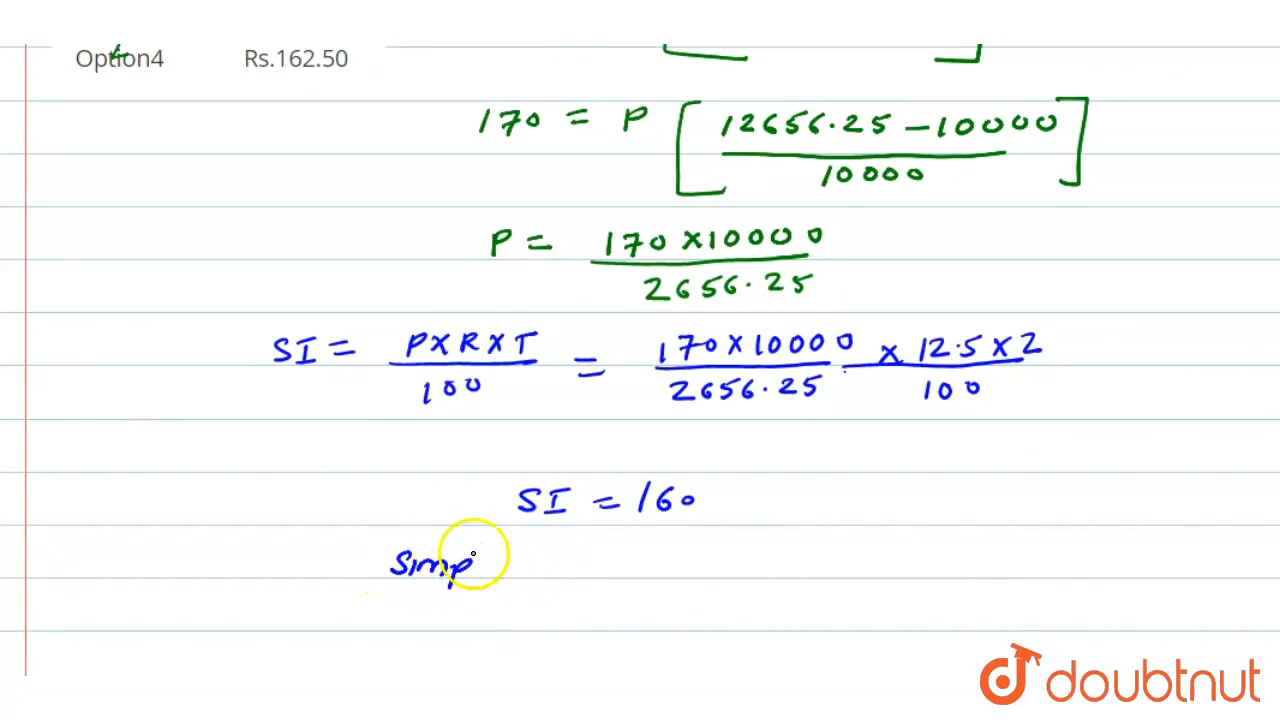 Option4 Rs.162.50
170 = P [ 12656.25 – 10000 / 10000 ]
P = 170 × 10000 / 2656.25
SI = P × R × T / 100 = 170 × 10000 / 2656.25 × 12.5 × 2 / 100
SI = 160
Simp
doubtnut